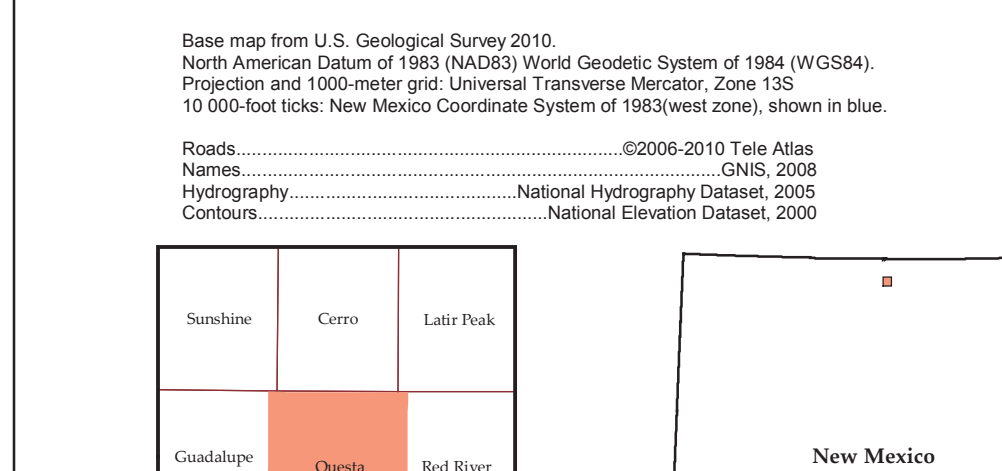 Base map from U.S. Geological Survey 2010.
North American Datum of 1983 (NAD83) World Geodetic System of 1984 (WGS84).
Projection and 1000-meter grid: Universal Transverse Mercator, Zone 13S
10 000-foot ticks: New Mexico Coordinate System of 1983(west zone), shown in blue.
Roads...........................................................................©2006-2010 Tele Atlas
Names.............................................................................................GNIS, 2008
Hydrography............................................National Hydrography Dataset, 2005
Contours........................................................National Elevation Dataset, 2000
Sunshine Cerro Latir Peak
Guadalupe Questa Red River
New Mexico